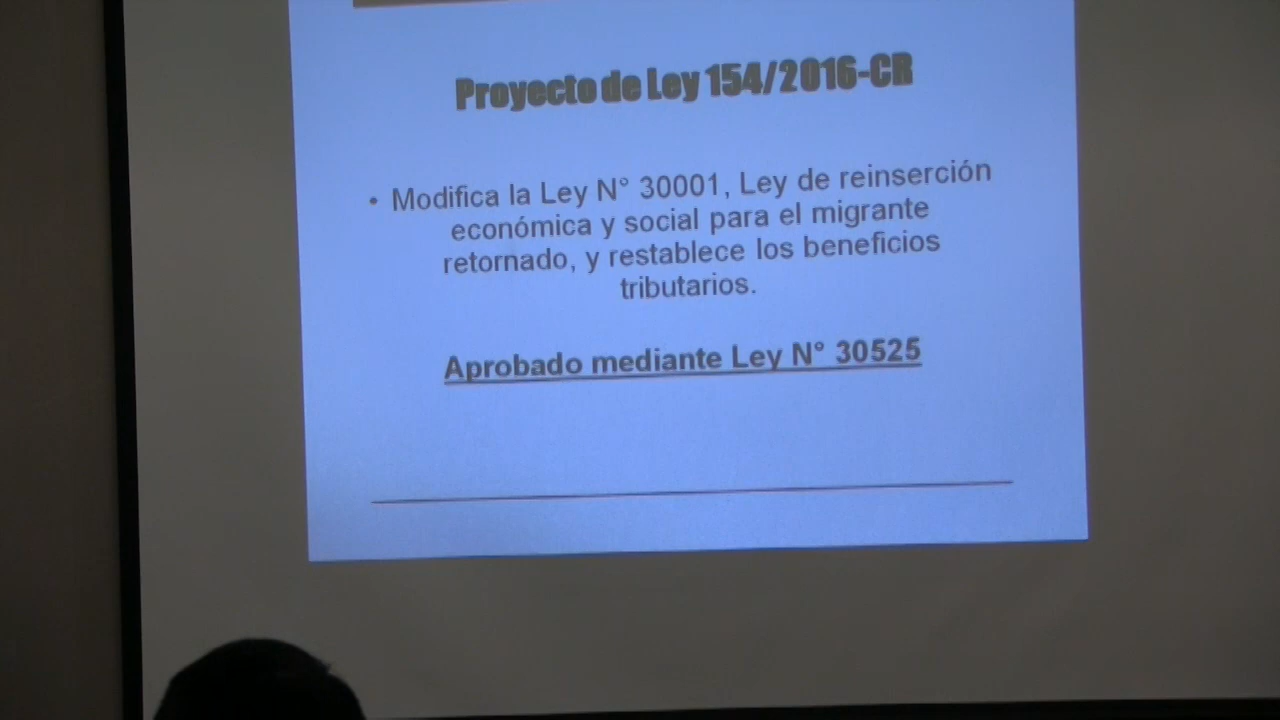 Proyecto de Ley 154/2016-CR
• Modifica la Ley N° 30001, Ley de reinserción
económica y social para el migrante
retornado, y restablece los beneficios
tributarios.
Aprobado mediante Ley N° 30525